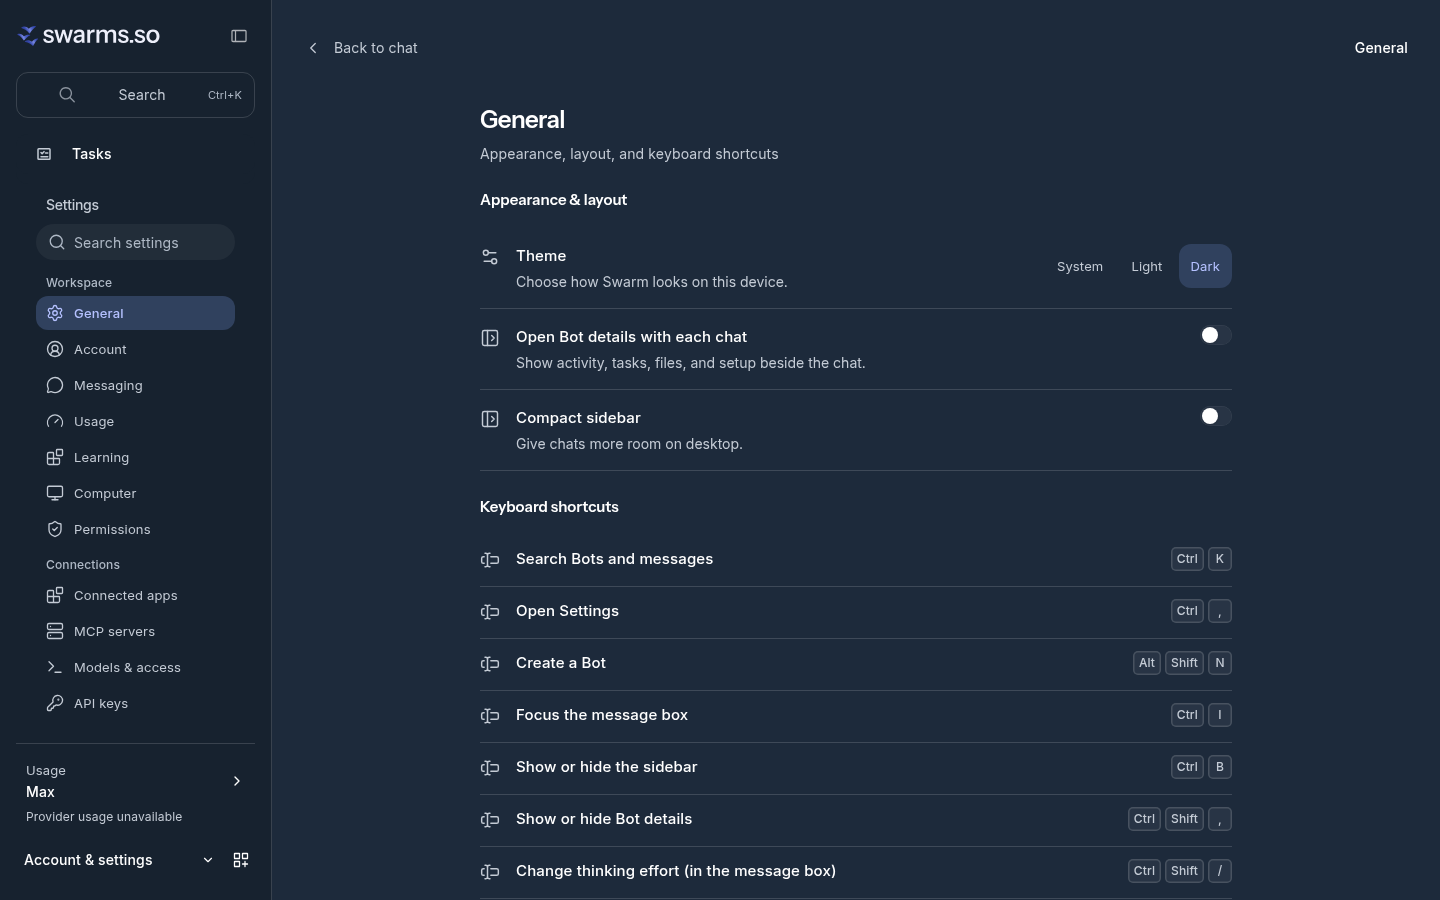 swarms.so
Search
Ctrl+K
Tasks
Settings
Search settings
Workspace
General
Account
Messaging
Usage
Learning
Computer
Permissions
Connections
Connected apps
MCP servers
Models & access
API keys
Usage
Max
Provider usage unavailable
Account & settings
Back to chat
General
General
Appearance, layout, and keyboard shortcuts
Appearance & layout
Theme
Choose how Swarm looks on this device.
System Light Dark
Open Bot details with each chat
Show activity, tasks, files, and setup beside the chat.
Compact sidebar
Give chats more room on desktop.
Keyboard shortcuts
Search Bots and messages Ctrl K
Open Settings Ctrl ,
Create a Bot Alt Shift N
Focus the message box Ctrl I
Show or hide the sidebar Ctrl B
Show or hide Bot details Ctrl Shift ,
Change thinking effort (in the message box) Ctrl Shift /